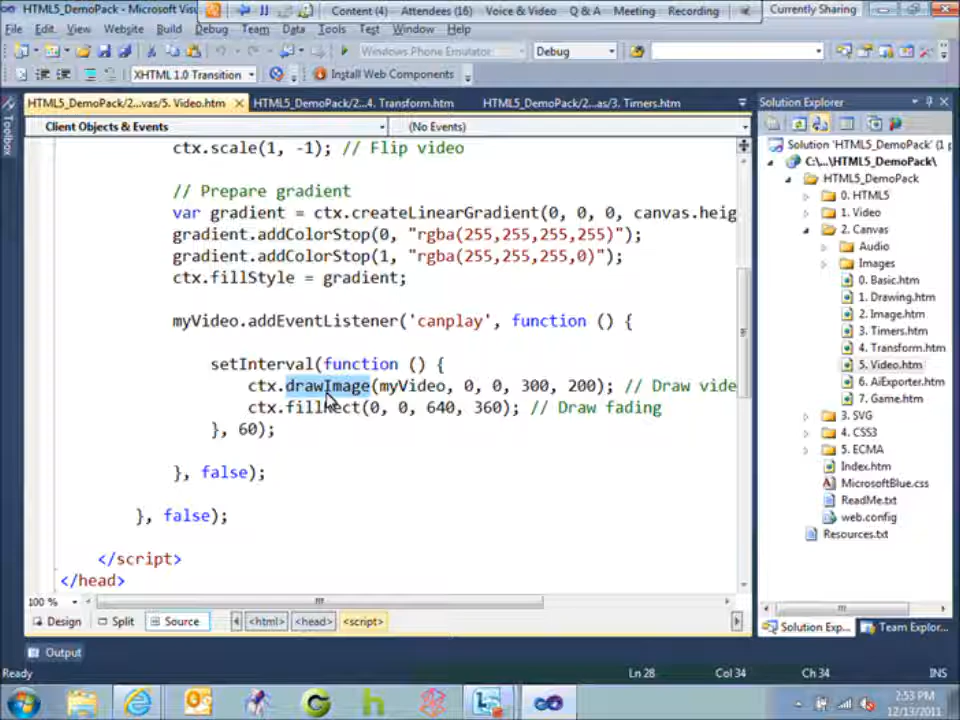 HTML5_DemoPack - Microsoft Visu
Content (4) Attendees (16) Voice & Video Q & A Meeting Recording
Currently Sharing
File Edit View Website Build Debug Team Data Tools Test Window Help
Windows Phone Emulator Debug
XHTML 1.0 Transition Install Web Components
HTML5_DemoPack/2...vas/5. Video.htm HTML5_DemoPack/2...4. Transform.htm HTML5_DemoPack/2...as/3. Timers.htm
Toolbox
Client Objects & Events (No Events)
ctx.scale(1, -1); // Flip video
// Prepare gradient
var gradient = ctx.createLinearGradient(0, 0, 0, canvas.heig
gradient.addColorStop(0, "rgba(255,255,255,255)");
gradient.addColorStop(1, "rgba(255,255,255,0)");
ctx.fillStyle = gradient;
myVideo.addEventListener('canplay', function () {
setInterval(function () {
ctx.drawImage(myVideo, 0, 0, 300, 200); // Draw vide
ctx.fillRect(0, 0, 640, 360); // Draw fading
}, 60);
}, false);
}, false);
</script>
</head>
100 %
Design Split Source <html> <head> <script>
Solution Explorer
Solution 'HTML5_DemoPack' (1 p
C:\...\HTML5_DemoPack\
HTML5_DemoPack
0. HTML5
1. Video
2. Canvas
Audio
Images
0. Basic.htm
1. Drawing.htm
2. Image.htm
3. Timers.htm
4. Transform.htm
5. Video.htm
6. AiExporter.htm
7. Game.htm
3. SVG
4. CSS3
5. ECMA
Index.htm
MicrosoftBlue.css
ReadMe.txt
web.config
Resources.txt
Solution Exp... Team Explor...
Output
Ready Ln 28 Col 34 Ch 34 INS
2:53 PM
12/13/2011